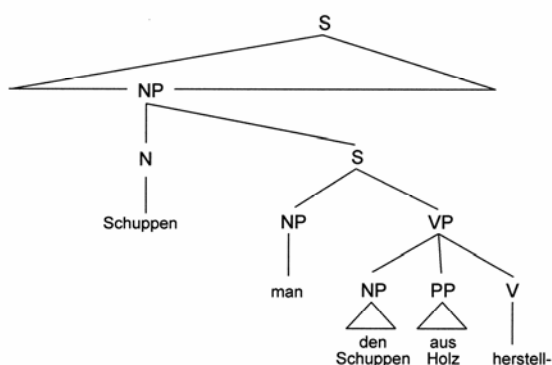 S
NP
N S
Schuppen NP VP
man NP PP V
den aus
Schuppen Holz herstell-